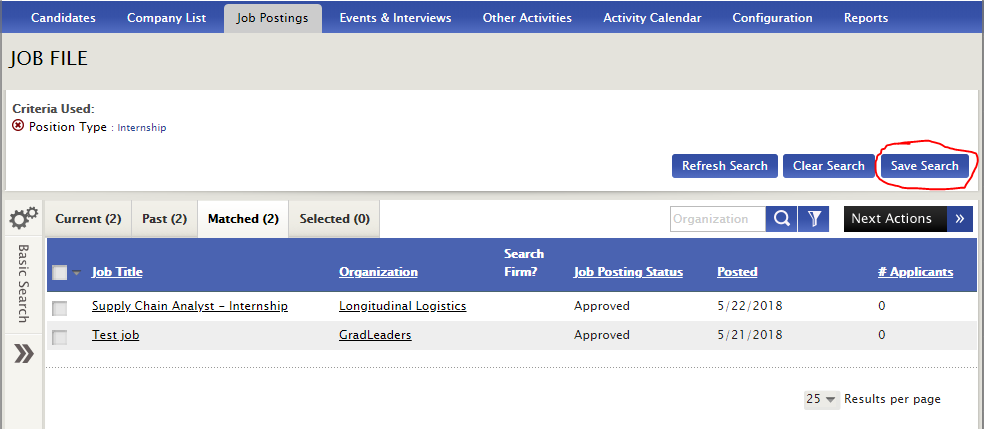 Candidates Company List Job Postings Events & Interviews Other Activities Activity Calendar Configuration Reports
JOB FILE
Criteria Used:
Position Type : Internship
Refresh Search Clear Search Save Search
Current (2) Past (2) Matched (2) Selected (0) Organization Next Actions »
Basic Search
Job Title Organization Search Firm? Job Posting Status Posted # Applicants
Supply Chain Analyst - Internship Longitudinal Logistics Approved 5/22/2018 0
Test job GradLeaders Approved 5/21/2018 0
25 Results per page